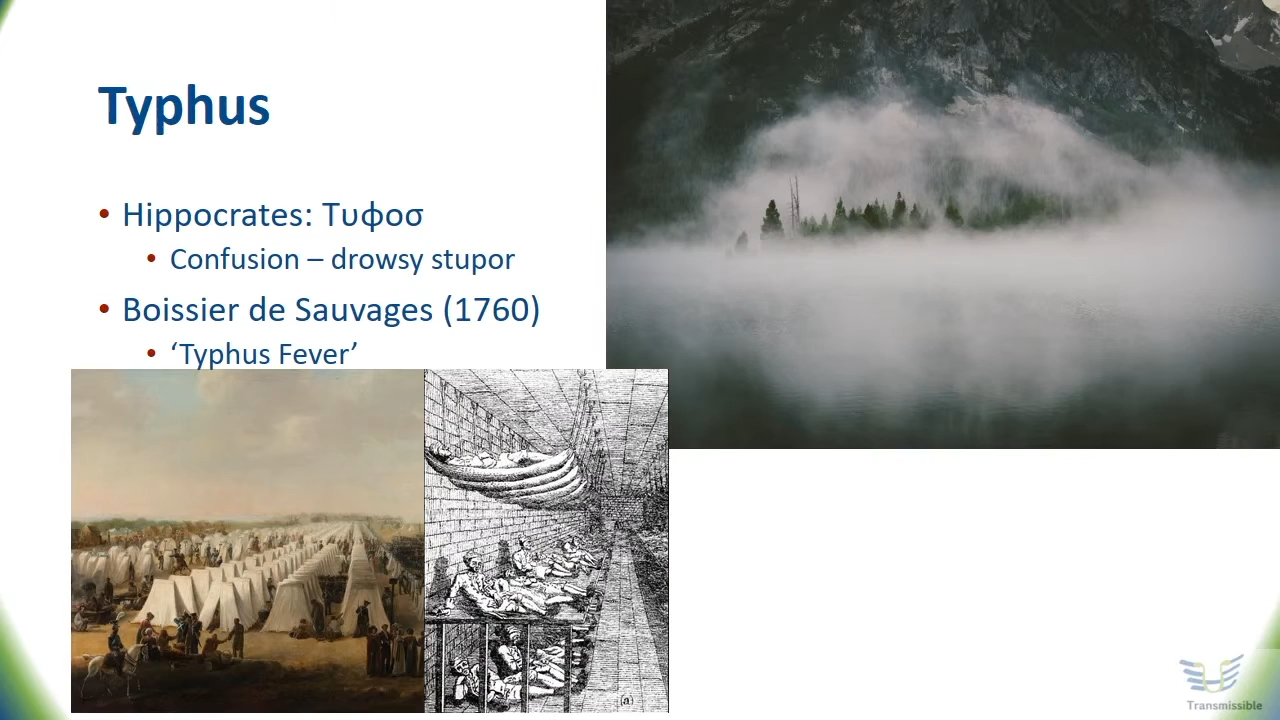 Typhus
• Hippocrates: Τυφοσ
• Confusion – drowsy stupor
• Boissier de Sauvages (1760)
• ‘Typhus Fever’
(a)
Transmissible